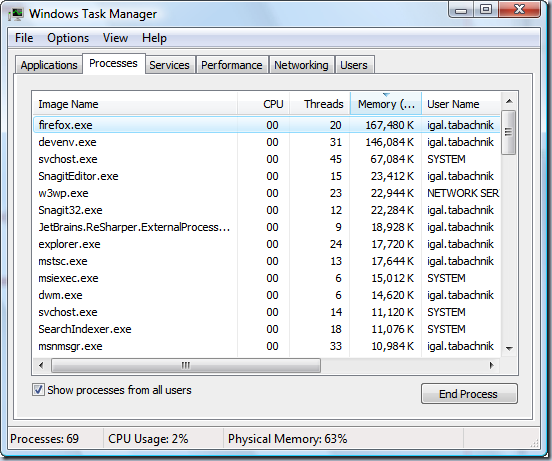 Windows Task Manager
File Options View Help
Applications Processes Services Performance Networking Users
Image Name CPU Threads Memory (... User Name
firefox.exe 00 20 167,480 K igal.tabachnik
devenv.exe 00 31 146,084 K igal.tabachnik
svchost.exe 00 45 67,084 K SYSTEM
SnagitEditor.exe 00 15 23,412 K igal.tabachnik
w3wp.exe 00 23 22,944 K NETWORK SER
Snagit32.exe 00 12 22,284 K igal.tabachnik
JetBrains.ReSharper.ExternalProcess... 00 9 18,928 K igal.tabachnik
explorer.exe 00 24 17,720 K igal.tabachnik
mstsc.exe 00 13 17,644 K igal.tabachnik
msiexec.exe 00 6 15,012 K SYSTEM
dwm.exe 00 6 14,620 K igal.tabachnik
svchost.exe 00 14 11,120 K SYSTEM
SearchIndexer.exe 00 18 11,076 K SYSTEM
msnmsgr.exe 00 33 10,984 K igal.tabachnik
Show processes from all users
End Process
Processes: 69 CPU Usage: 2% Physical Memory: 63%